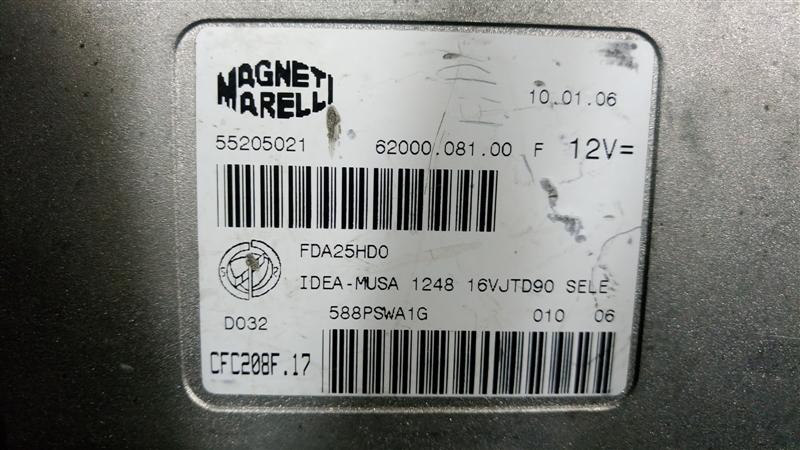 MAGNETI
MARELLI
10.01.06
55205021 62000.081.00 F 12V=
FDA25HD0
IDEA-MUSA 1248 16VJTD90 SELE
588PSWA1G 010 06
D032
CFC208F.17